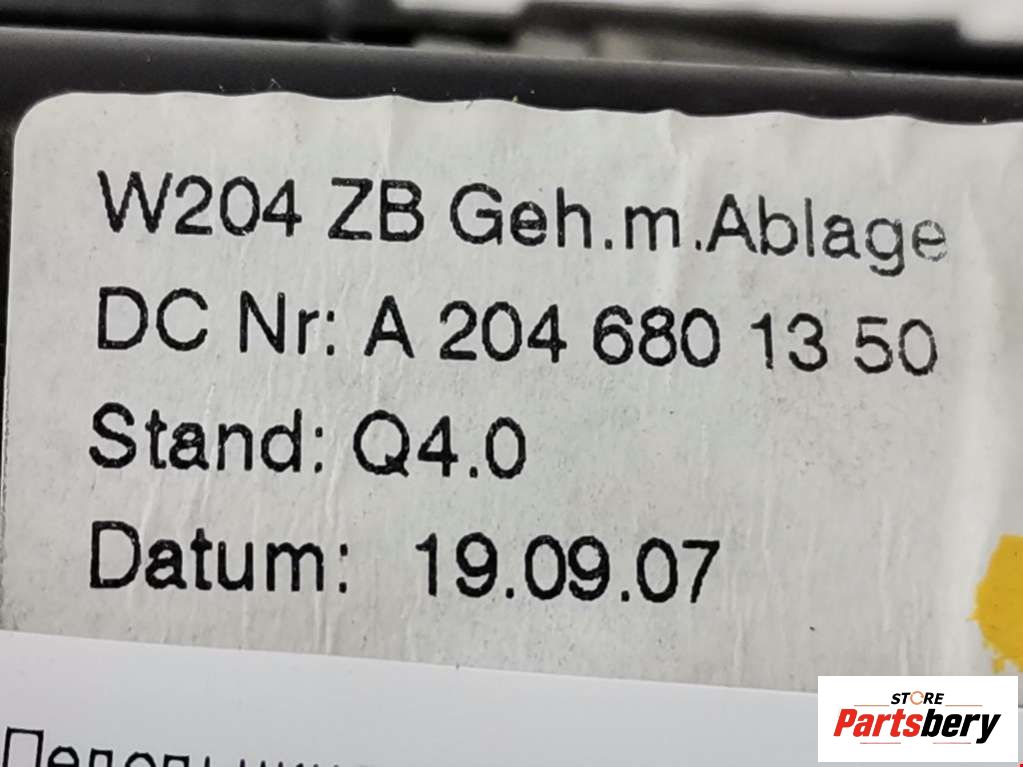 W204 ZB Geh.m.Ablage
DC Nr: A 204 680 13 50
Stand: Q4.0
Datum: 19.09.07
STORE
Partsbery